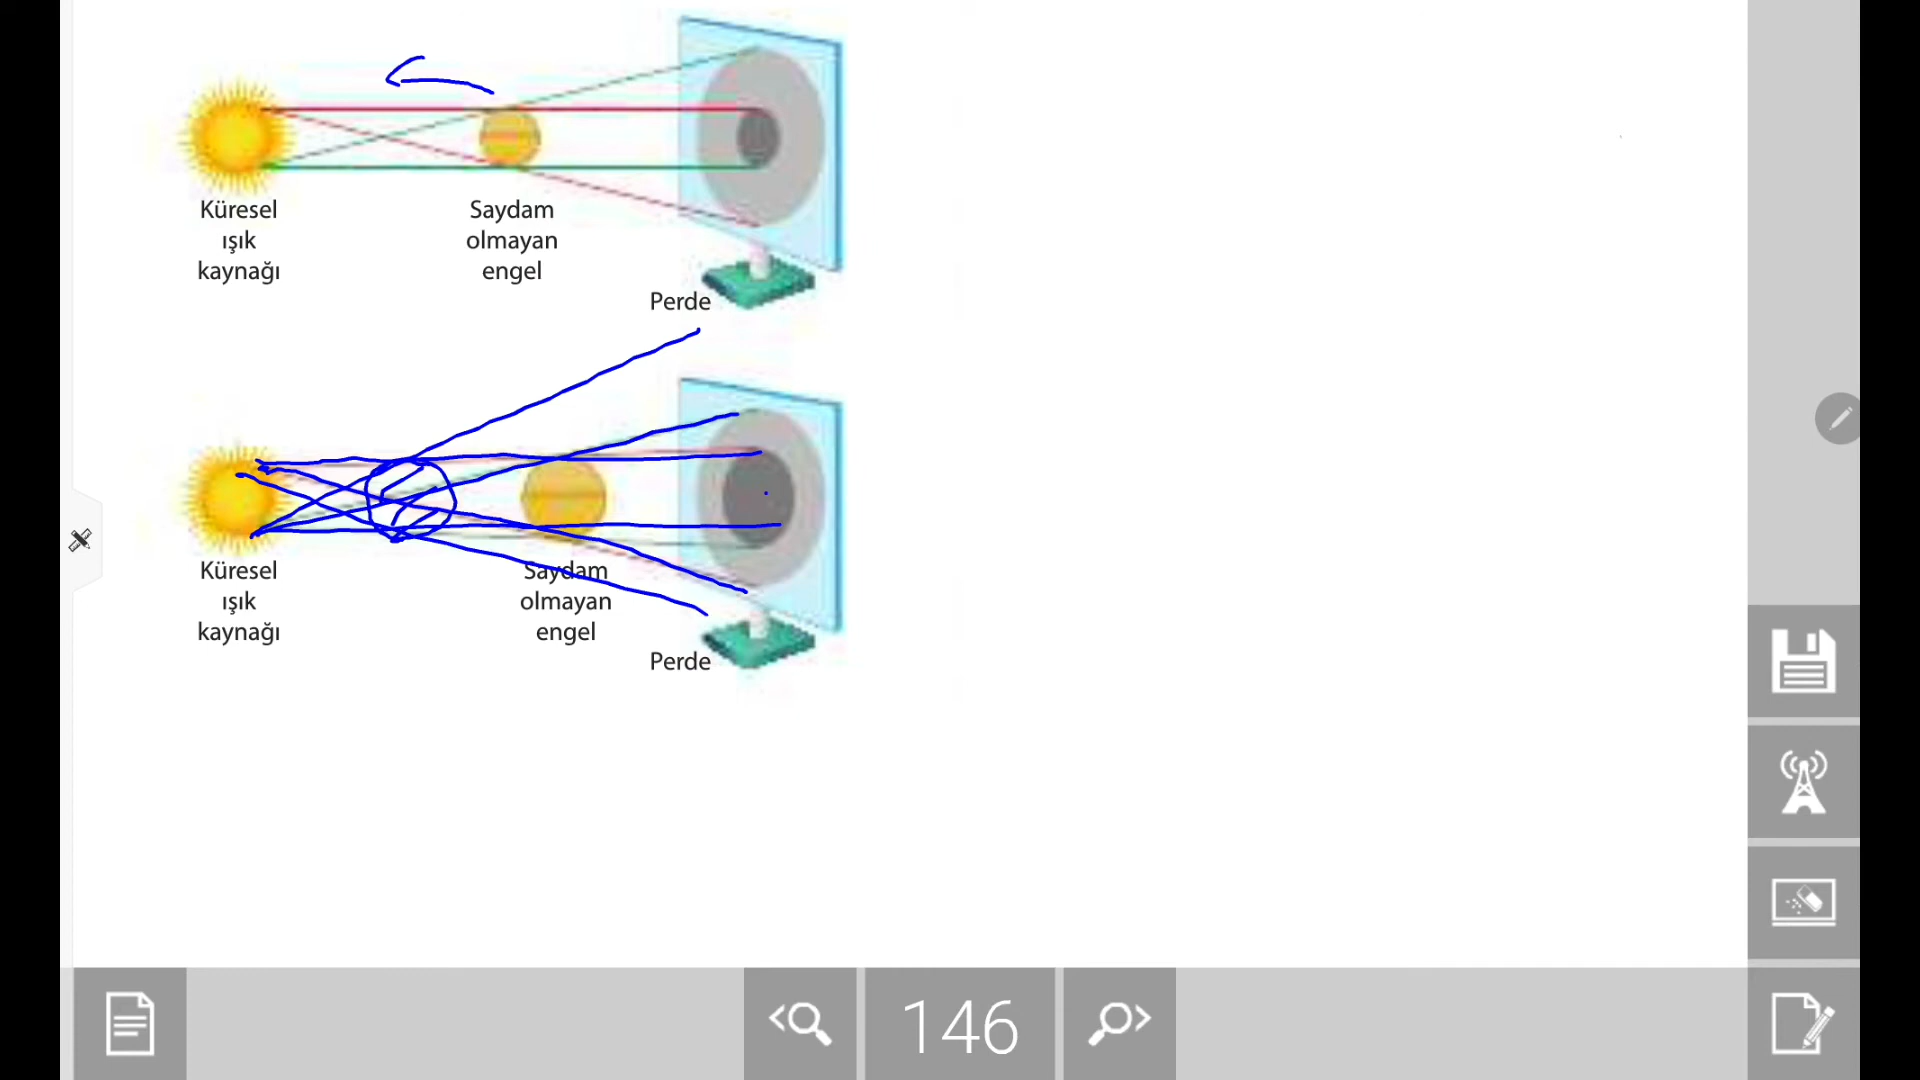 Küresel
ışık
kaynağı
Saydam
olmayan
engel
Perde
Küresel
ışık
kaynağı
Saydam
olmayan
engel
Perde
146